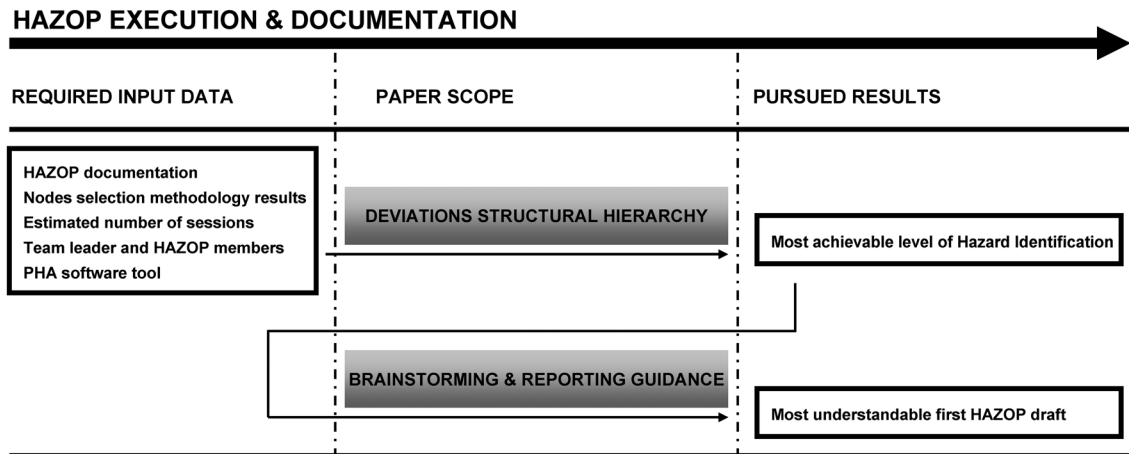 HAZOP EXECUTION & DOCUMENTATION
REQUIRED INPUT DATA
PAPER SCOPE
PURSUED RESULTS
HAZOP documentation
Nodes selection methodology results
Estimated number of sessions
Team leader and HAZOP members
PHA software tool
DEVIATIONS STRUCTURAL HIERARCHY
Most achievable level of Hazard Identification
BRAINSTORMING & REPORTING GUIDANCE
Most understandable first HAZOP draft